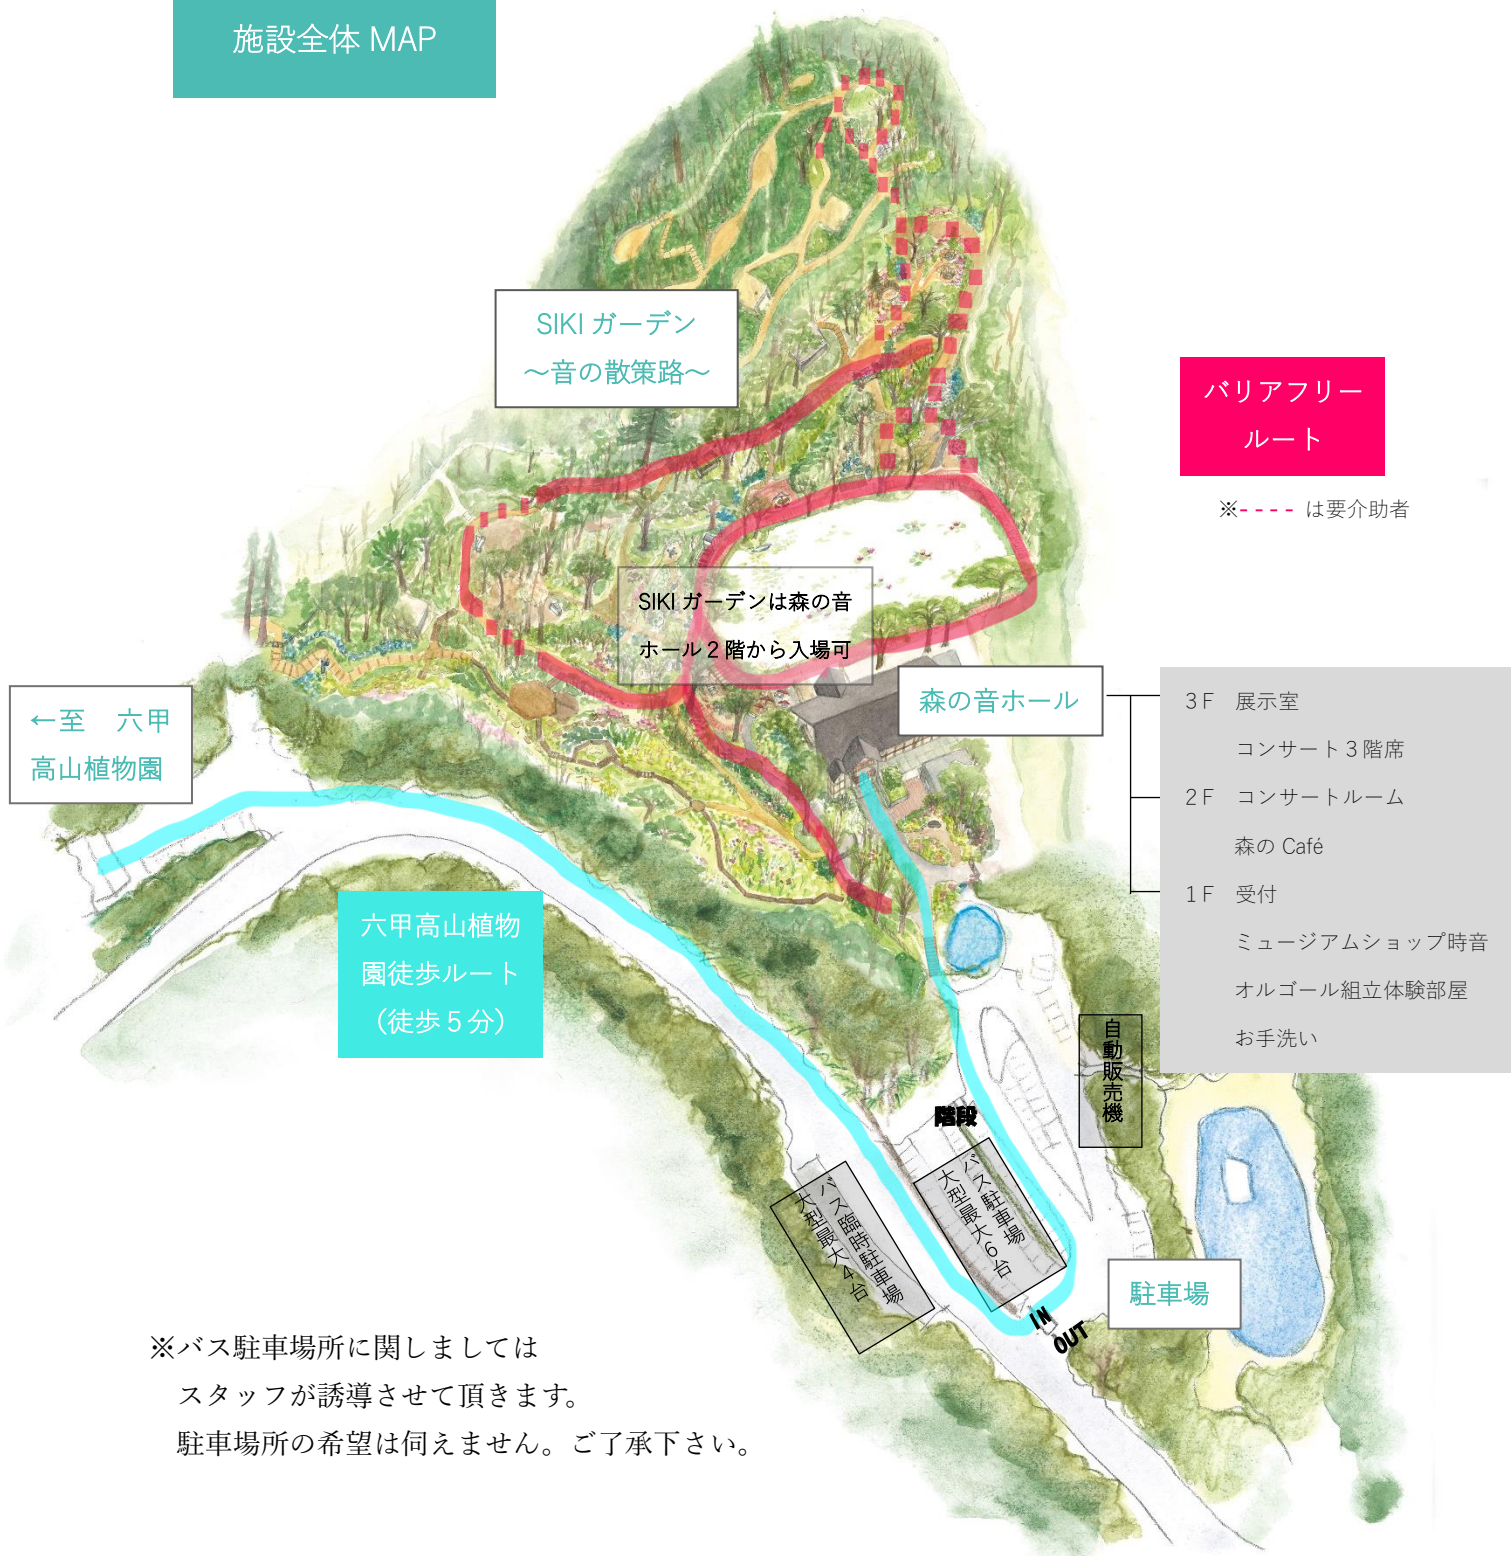 施設全体 MAP
SIKI ガーデン
～音の散策路～
バリアフリー
ルート
※- - - - は要介助者
SIKI ガーデンは森の音
ホール２階から入場可
森の音ホール
３F 展示室
コンサート３階席
２F コンサートルーム
森の Café
１F 受付
ミュージアムショップ時音
オルゴール組立体験部屋
お手洗い
←至 六甲
高山植物園
六甲高山植物
園徒歩ルート
（徒歩５分）
自動販売機
階段
バス駐車場
大型最大６台
バス臨時駐車場
大型最大４台
駐車場
IN
OUT
※バス駐車場所に関しましては
スタッフが誘導させて頂きます。
駐車場所の希望は伺えません。ご了承下さい。